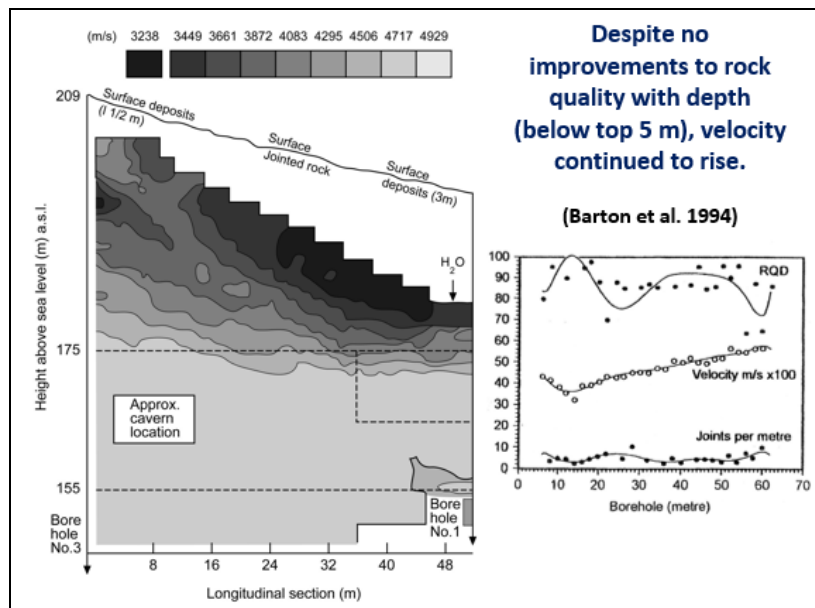 (m/s) 3238 3449 3661 3872 4083 4295 4506 4717 4929
209
Surface deposits
(l 1/2 m)
Surface
Jointed rock
Surface
deposits (3m)
H₂O
Height above sea level (m) a.s.l.
175
Approx.
cavern
location
155
Bore
hole
No.3
Bore
hole
No.1
8 16 24 32 40 48
Longitudinal section (m)
Despite no
improvements to rock
quality with depth
(below top 5 m), velocity
continued to rise.
(Barton et al. 1994)
100
90
80
70
60
50
40
30
20
10
0
RQD
Velocity m/s x100
Joints per metre
0 10 20 30 40 50 60 70
Borehole (metre)